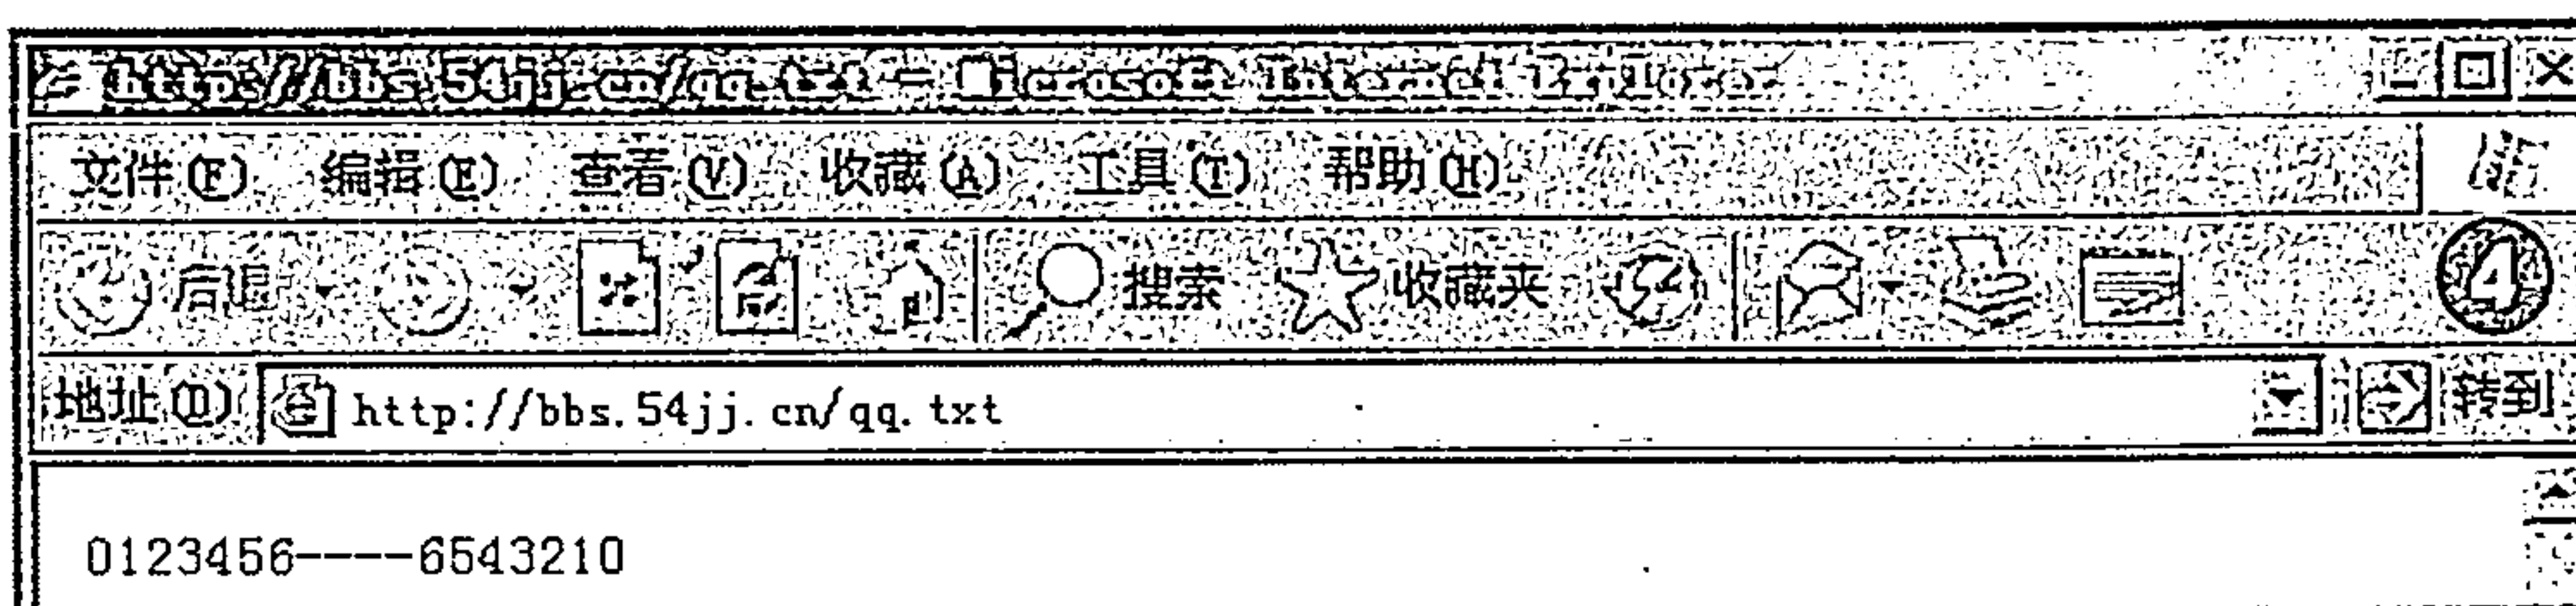 http://bbs.54jj.cn/qq.txt - Microsoft Internet Explorer
文件(F) 编辑(E) 查看(V) 收藏(A) 工具(T) 帮助(H)
后退 搜索 收藏夹 4
地址(D) http://bbs.54jj.cn/qq.txt 转到
0123456----6543210